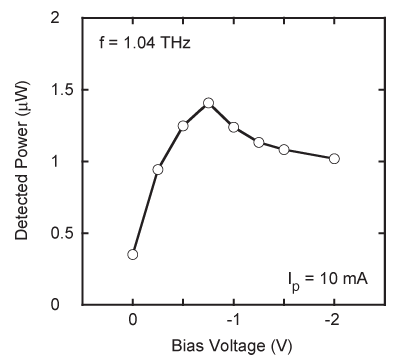 2
f = 1.04 THz
1.5
Detected Power (μW)
1
0.5
I_p = 10 mA
0
0 -1 -2
Bias Voltage (V)